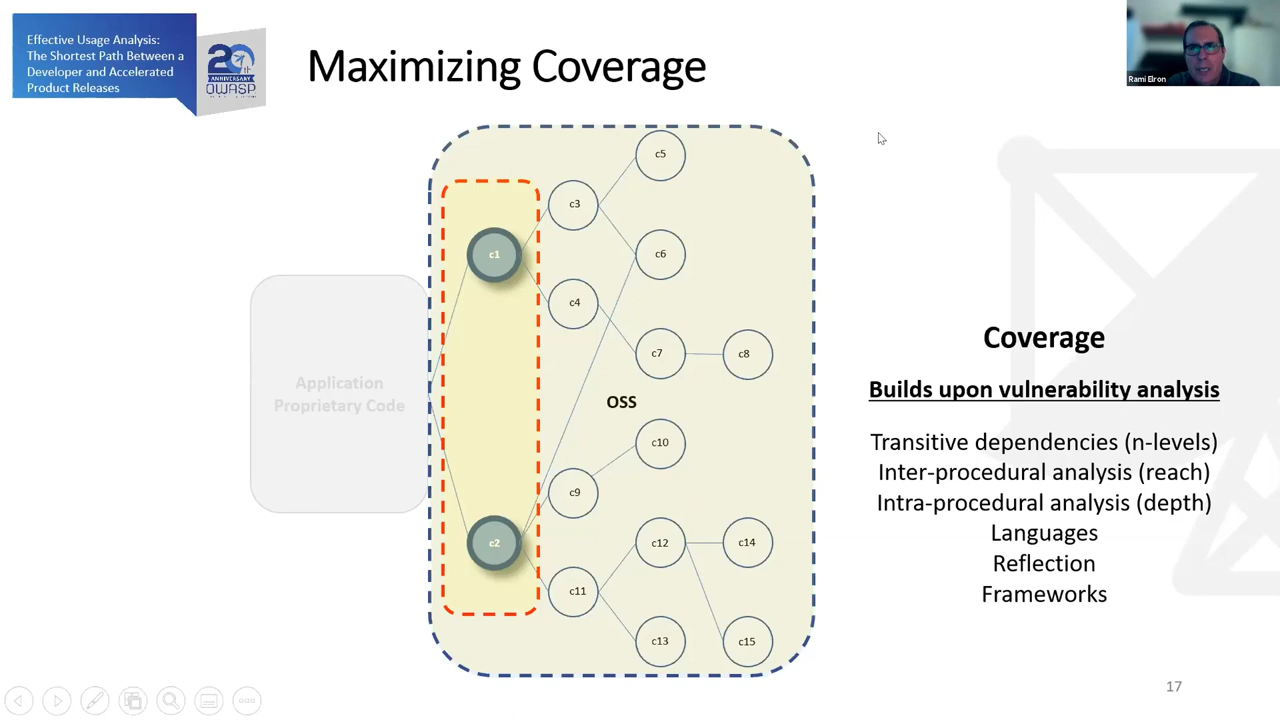 Effective Usage Analysis:
The Shortest Path Between a
Developer and Accelerated
Product Releases
20th
ANNIVERSARY
OWASP
Maximizing Coverage
Rami Elron
c5
c3
c1
c6
c4
c7
c8
Application
Proprietary Code
OSS
c10
c9
c2
c12
c14
c11
c13
c15
Coverage
Builds upon vulnerability analysis
Transitive dependencies (n-levels)
Inter-procedural analysis (reach)
Intra-procedural analysis (depth)
Languages
Reflection
Frameworks
17